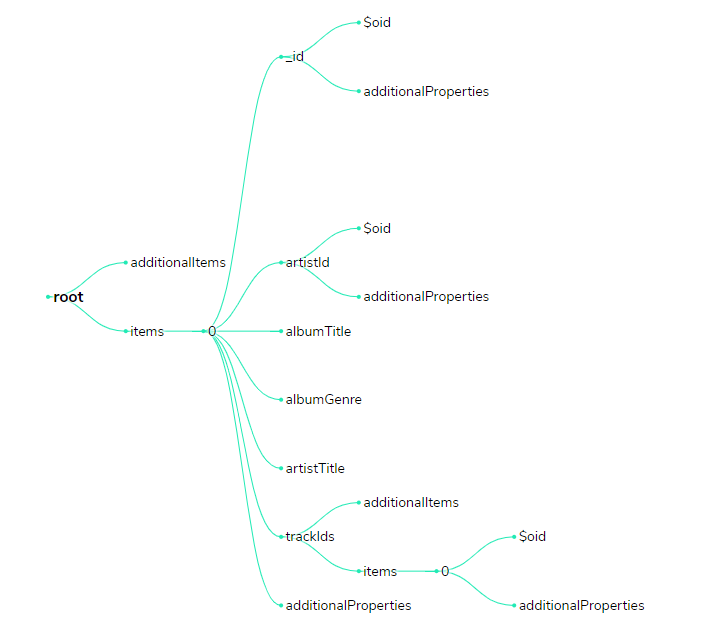 $oid
_id
additionalProperties
$oid
additionalItems
artistId
root
additionalProperties
items
0
albumTitle
albumGenre
artistTitle
additionalItems
trackIds
$oid
items
0
additionalProperties
additionalProperties